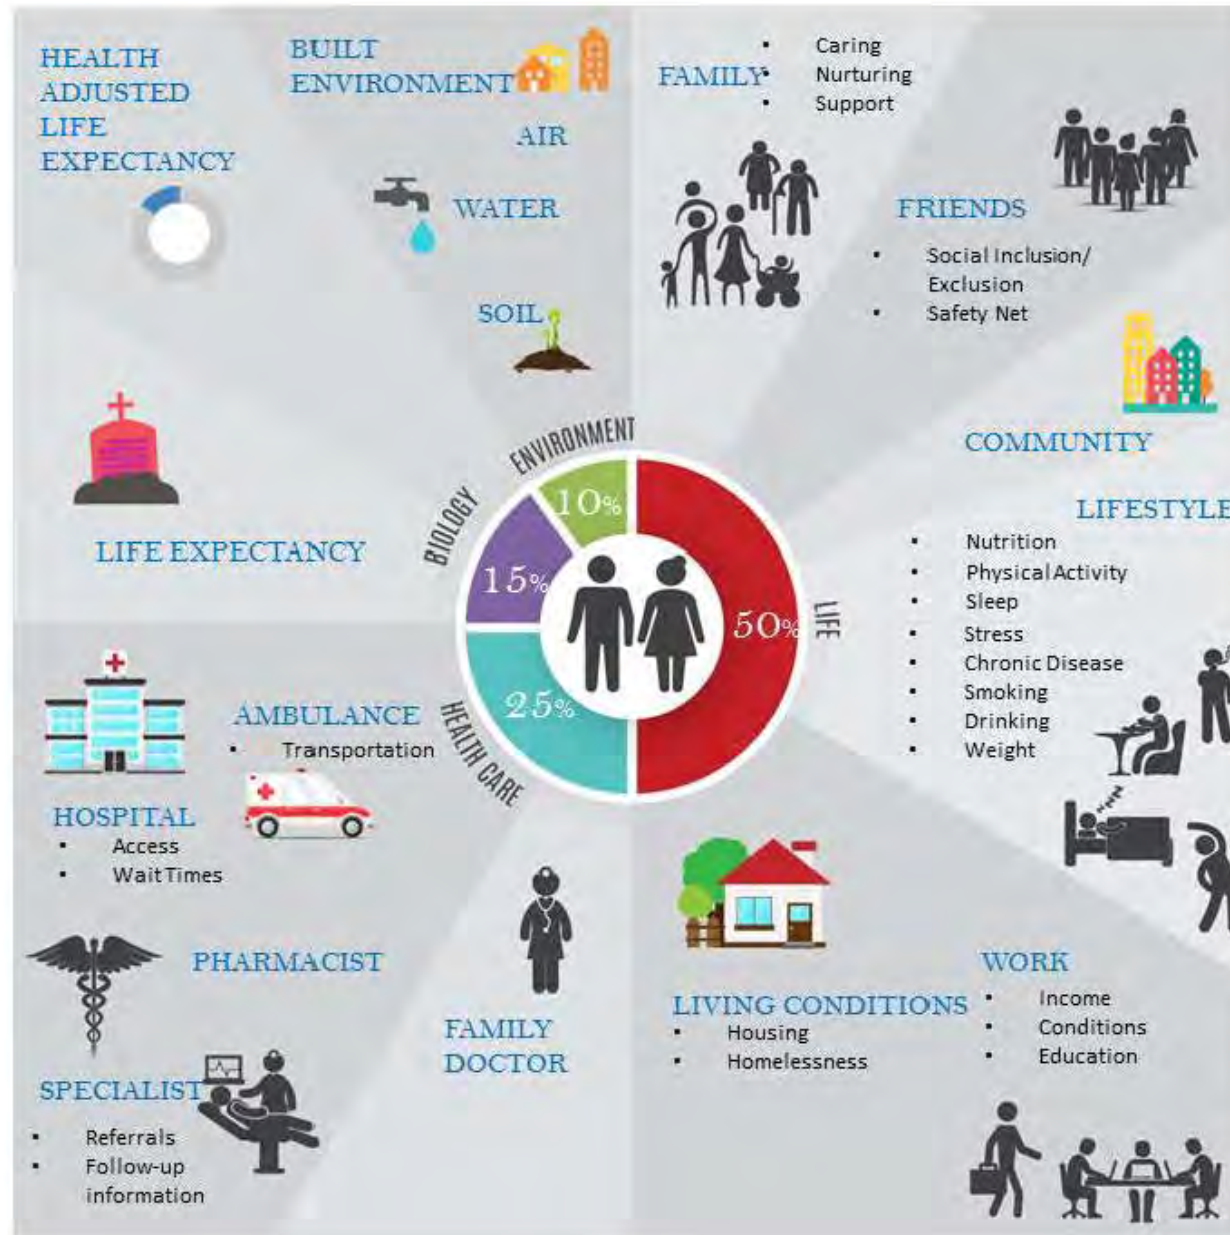 HEALTH
ADJUSTED
LIFE
EXPECTANCY
BUILT
ENVIRONMENT
AIR
WATER
SOIL
LIFE EXPECTANCY
FAMILY
▪ Caring
▪ Nurturing
▪ Support
FRIENDS
▪ Social Inclusion/
Exclusion
▪ Safety Net
COMMUNITY
LIFESTYLE
▪ Nutrition
▪ Physical Activity
▪ Sleep
▪ Stress
▪ Chronic Disease
▪ Smoking
▪ Drinking
▪ Weight
ENVIRONMENT
10%
BIOLOGY
15%
HEALTH CARE
25%
LIFE
50%
AMBULANCE
▪ Transportation
HOSPITAL
▪ Access
▪ Wait Times
PHARMACIST
SPECIALIST
▪ Referrals
▪ Follow-up
information
FAMILY
DOCTOR
LIVING CONDITIONS
▪ Housing
▪ Homelessness
WORK
▪ Income
▪ Conditions
▪ Education
zzzz